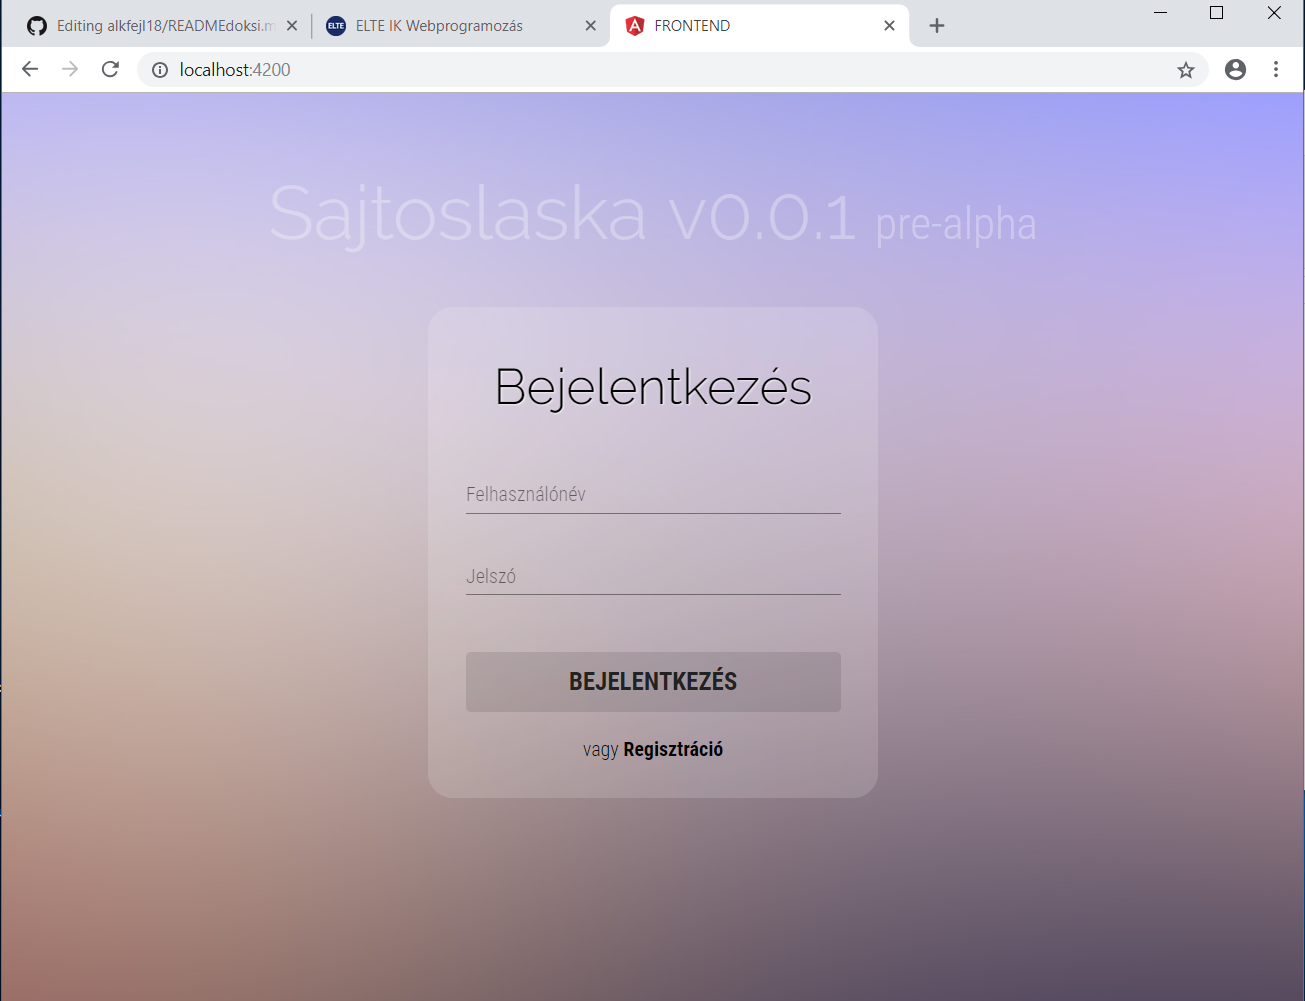 Editing alkfejl18/READMEdoksi.m
ELTE
ELTE IK Webprogramozás
FRONTEND
localhost:4200
Sajtoslaska v0.0.1 pre-alpha
Bejelentkezés
Felhasználónév
Jelszó
BEJELENTKEZÉS
vagy Regisztráció